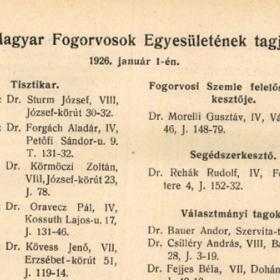 Magyar Fogorvosok Egyesületének tagj
1926. január 1-én.
Tisztikar.
Dr. Sturm József, VIII,
József-körút 30-32.
Dr. Forgách Aladár, IV,
Petőfi Sándor-u. 9.
T. 131-32.
Dr. Körmöczi Zoltán,
VIII, József-körút 23,
J. 78.
Dr. Oravecz Pál, IV,
Kossuth Lajos-u. 17,
J. 131-46.
Dr. Kövess Jenő, VII,
Erzsébet-körút 51,
J. 119-14.
Fogorvosi Szemle felelős
kesztője.
Dr. Morelli Gusztáv, IV, Vá
46, J. 148-79.
Segédszerkesztő.
Dr. Rehák Rudolf, IV,
tere 4, J. 152-32.
Választmányi tagok
Dr. Bauer Andor, Szervita-t
Dr. Csilléry András, VIII,
28, J. 3-19.
Dr. Fejjes Béla, VII, Dohán